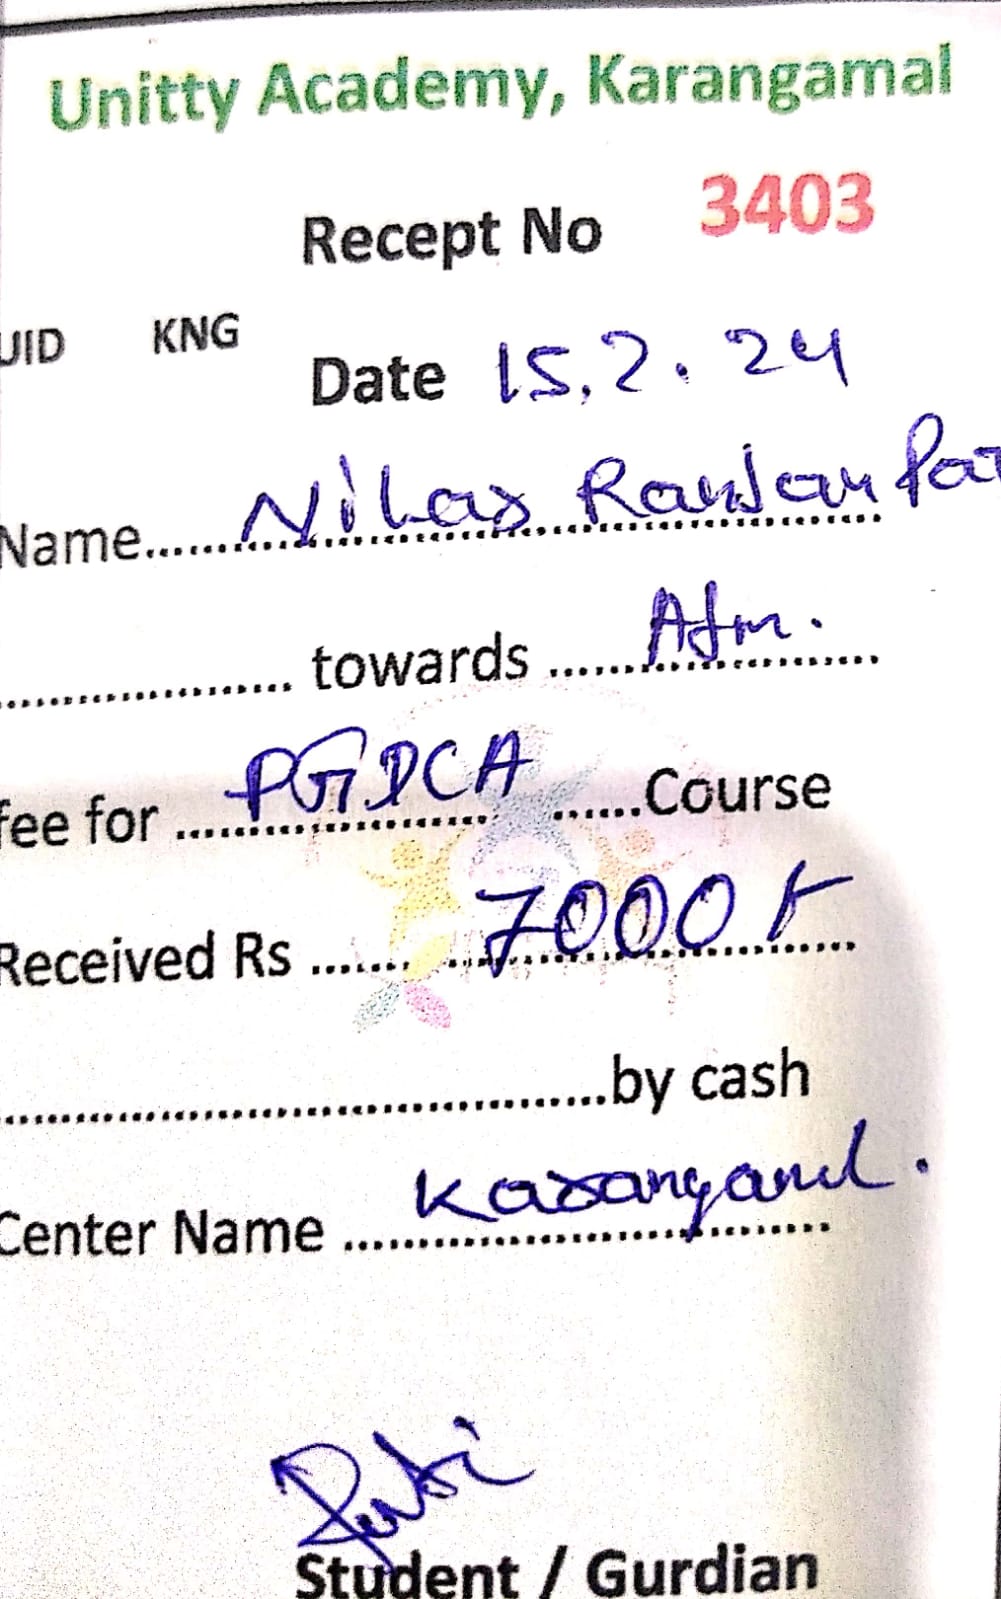 Unitty Academy, Karangamal
Recept No 3403
UID KNG
Date 15.2.24
Name......Nihar Ranjan
.................... towards ......Adm.......
fee for ......PGDCA......Course
Received Rs ......7000/-......
........................................by cash
Center Name ......Karangamal.
Student / Gurdian